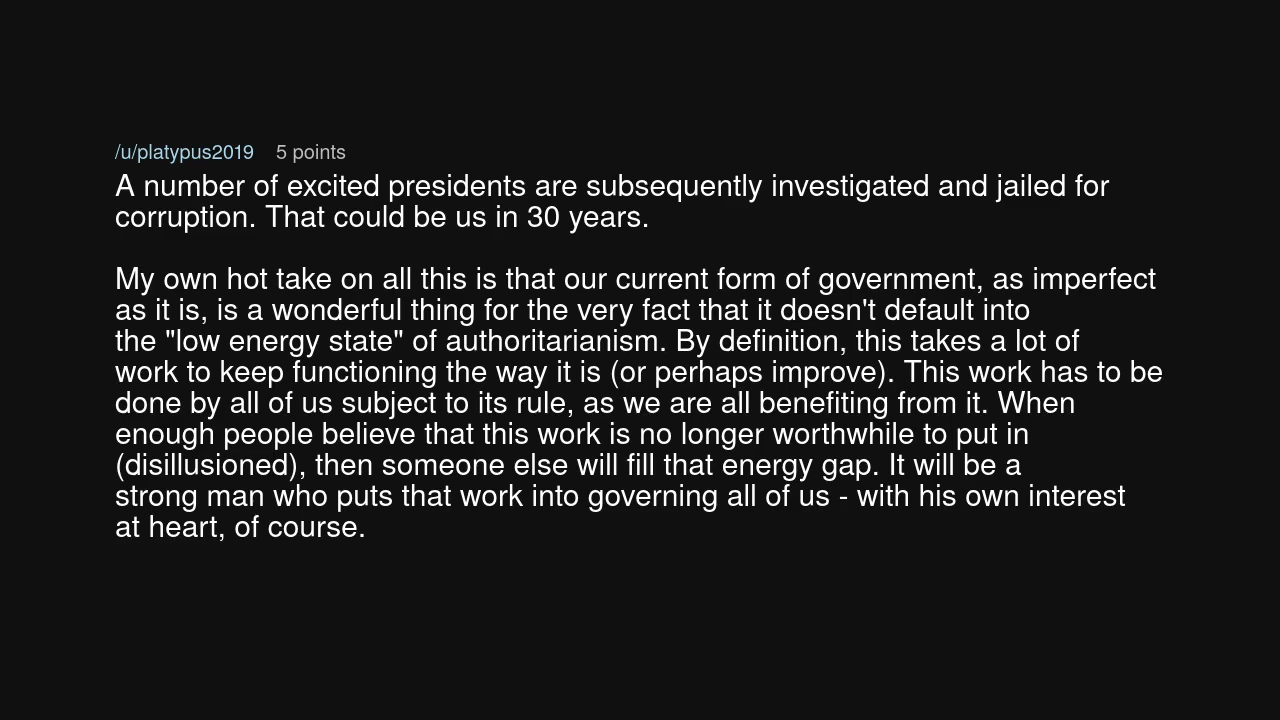 /u/platypus2019 5 points
A number of excited presidents are subsequently investigated and jailed for
corruption. That could be us in 30 years.
My own hot take on all this is that our current form of government, as imperfect
as it is, is a wonderful thing for the very fact that it doesn't default into
the "low energy state" of authoritarianism. By definition, this takes a lot of
work to keep functioning the way it is (or perhaps improve). This work has to be
done by all of us subject to its rule, as we are all benefiting from it. When
enough people believe that this work is no longer worthwhile to put in
(disillusioned), then someone else will fill that energy gap. It will be a
strong man who puts that work into governing all of us - with his own interest
at heart, of course.